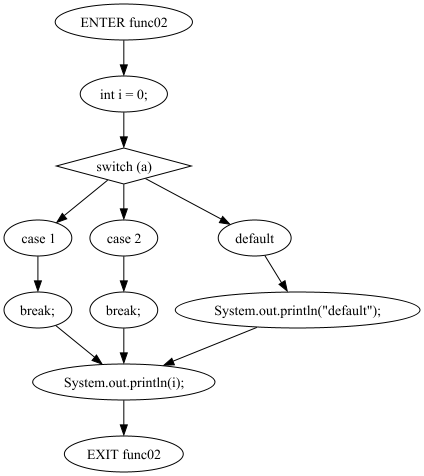 ENTER func02
int i = 0;
switch (a)
case 1
case 2
default
break;
break;
System.out.println("default");
System.out.println(i);
EXIT func02